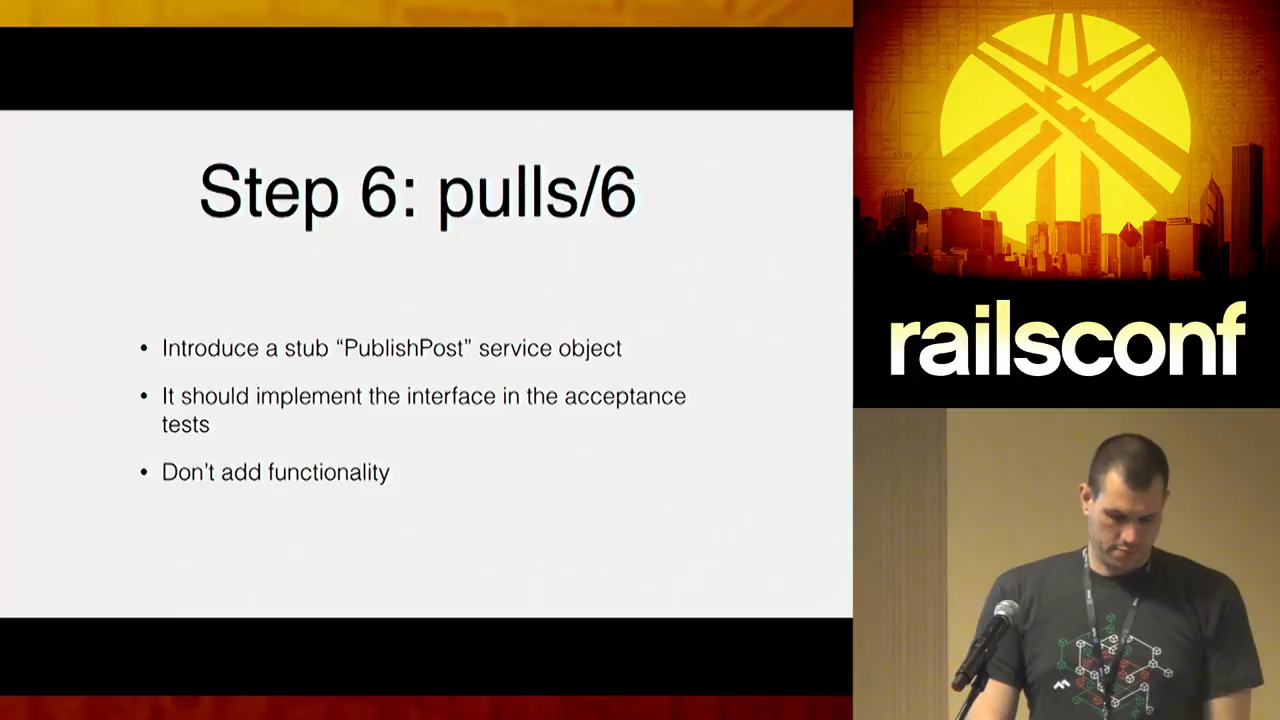 Step 6: pulls/6
• Introduce a stub “PublishPost” service object
• It should implement the interface in the acceptance
tests
• Don’t add functionality
railsconf